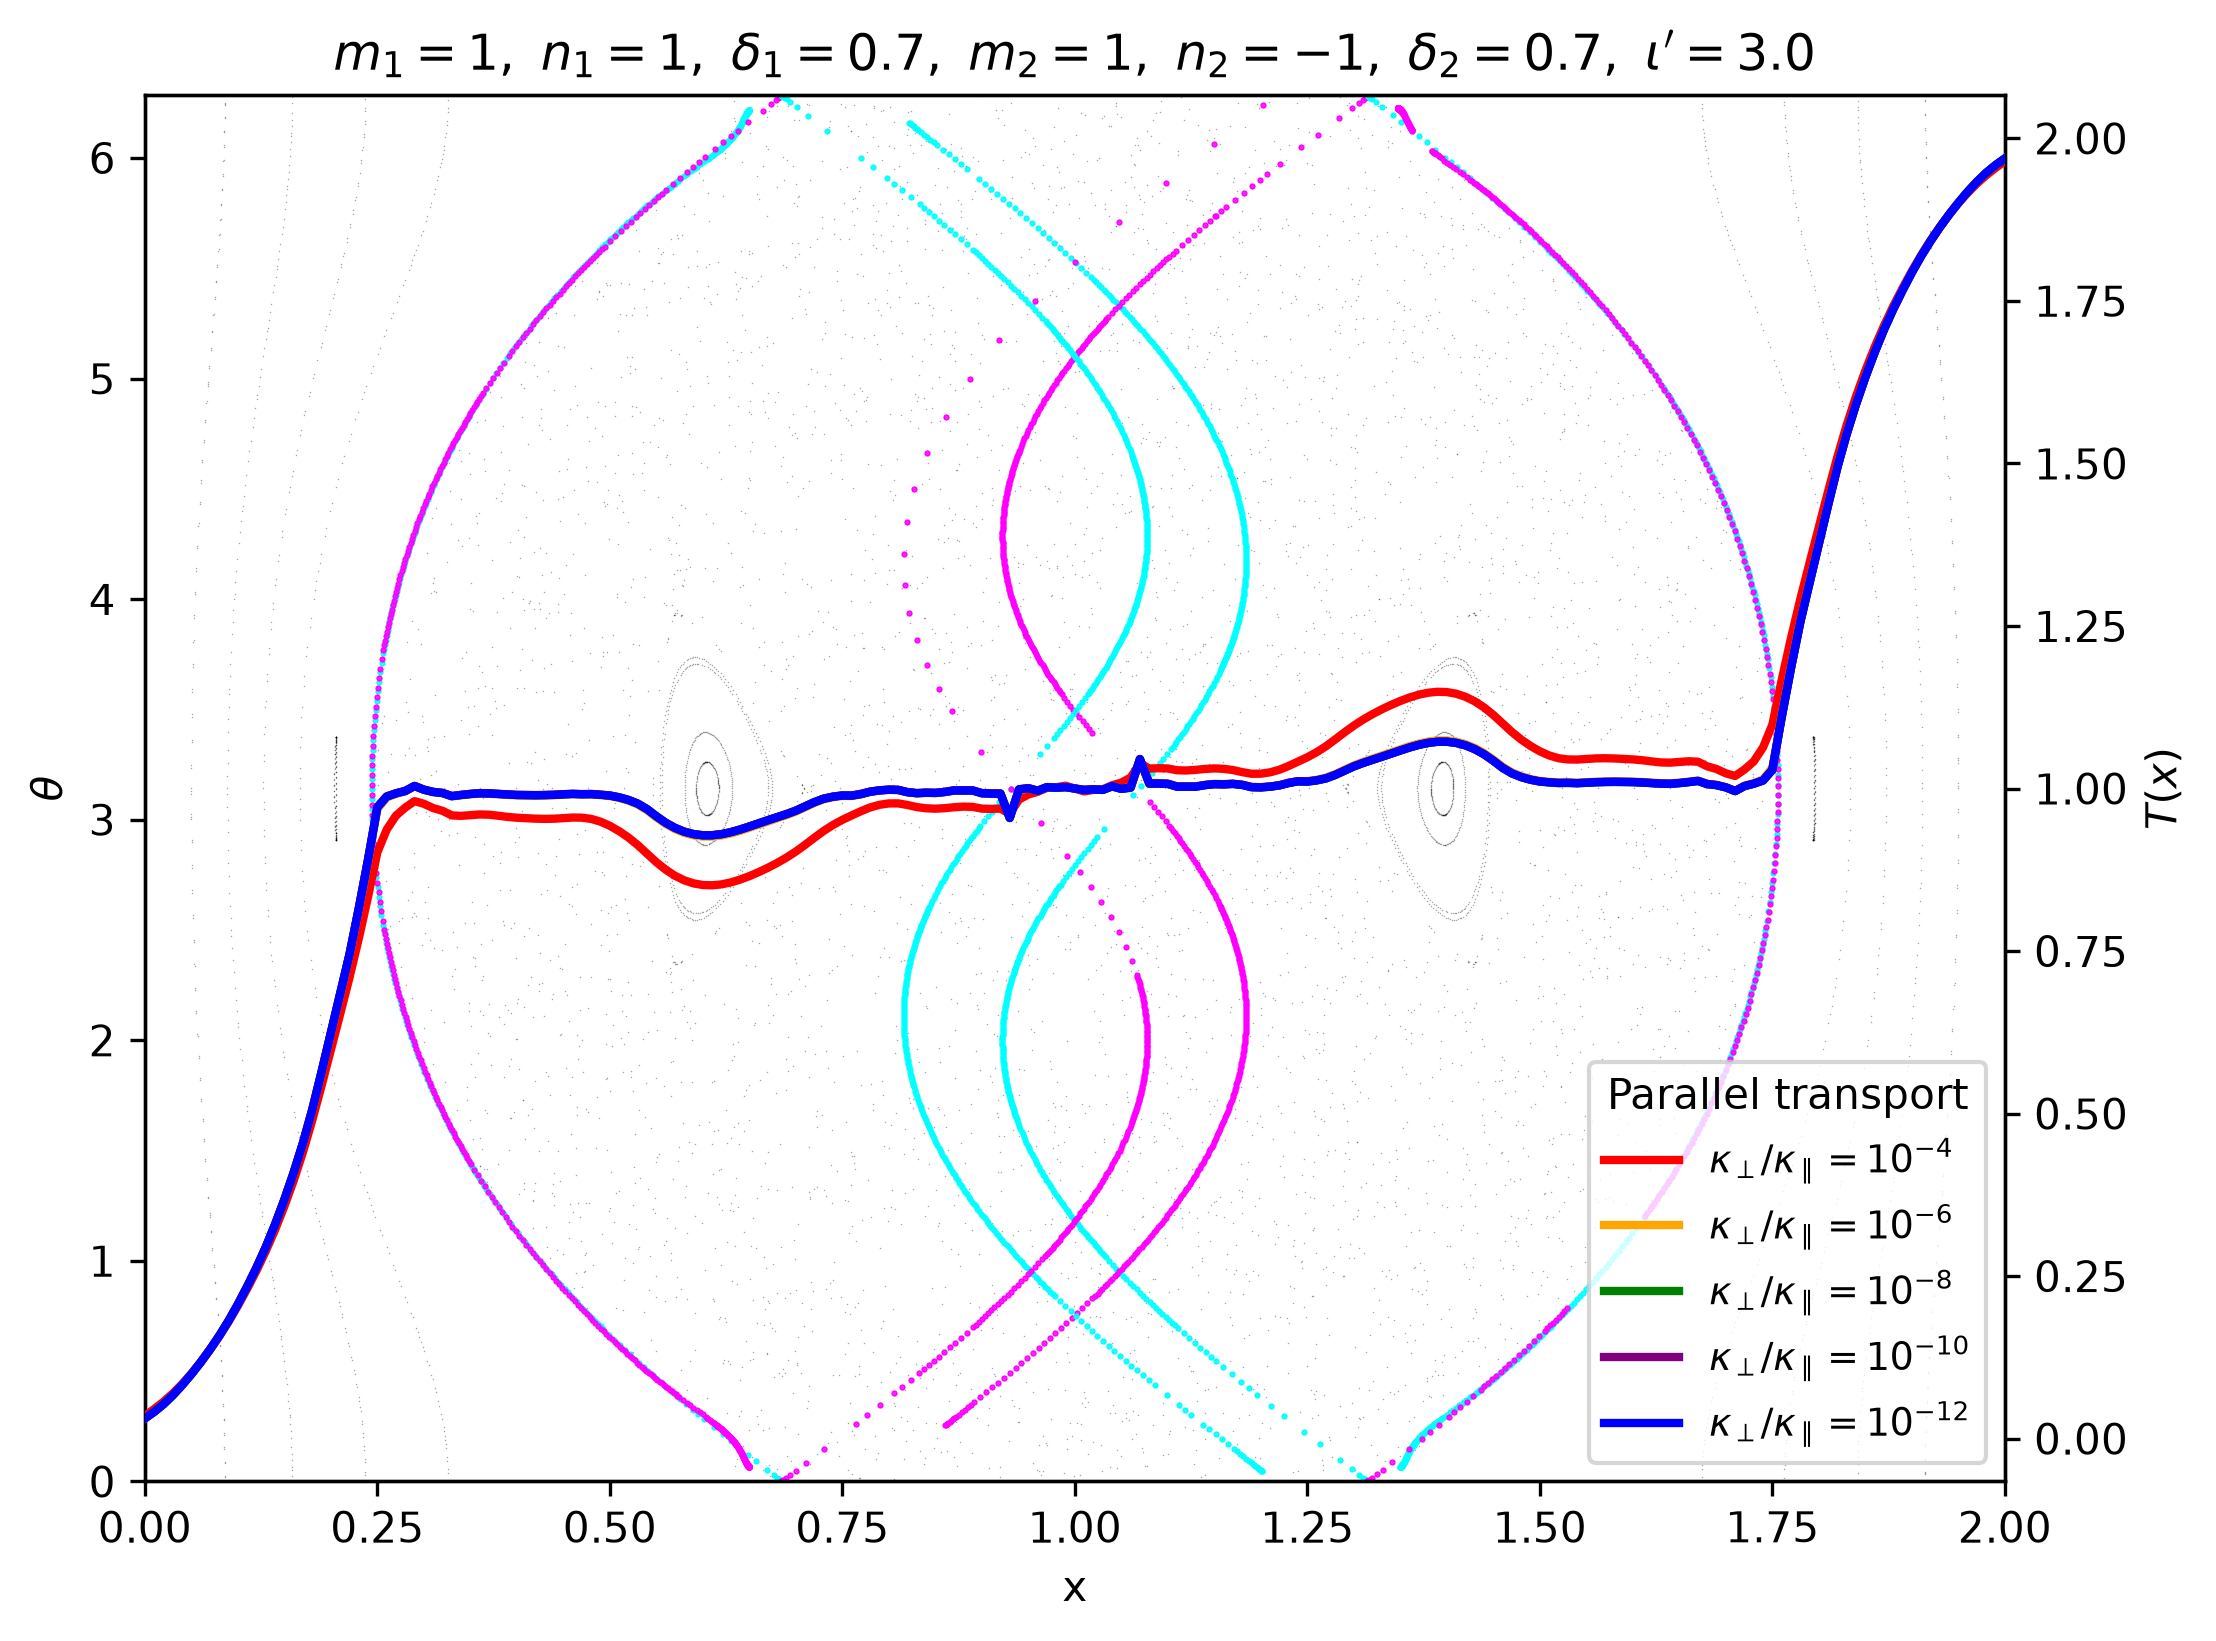 m₁ = 1, n₁ = 1, δ₁ = 0.7, m₂ = 1, n₂ = −1, δ₂ = 0.7, ι′ = 3.0
6
5
4
3
2
1
0
θ
0.00 0.25 0.50 0.75 1.00 1.25 1.50 1.75 2.00
x
2.00
1.75
1.50
1.25
1.00
0.75
0.50
0.25
0.00
T(x)
Parallel transport
κ⊥/κ∥ = 10⁻⁴
κ⊥/κ∥ = 10⁻⁶
κ⊥/κ∥ = 10⁻⁸
κ⊥/κ∥ = 10⁻¹⁰
κ⊥/κ∥ = 10⁻¹²